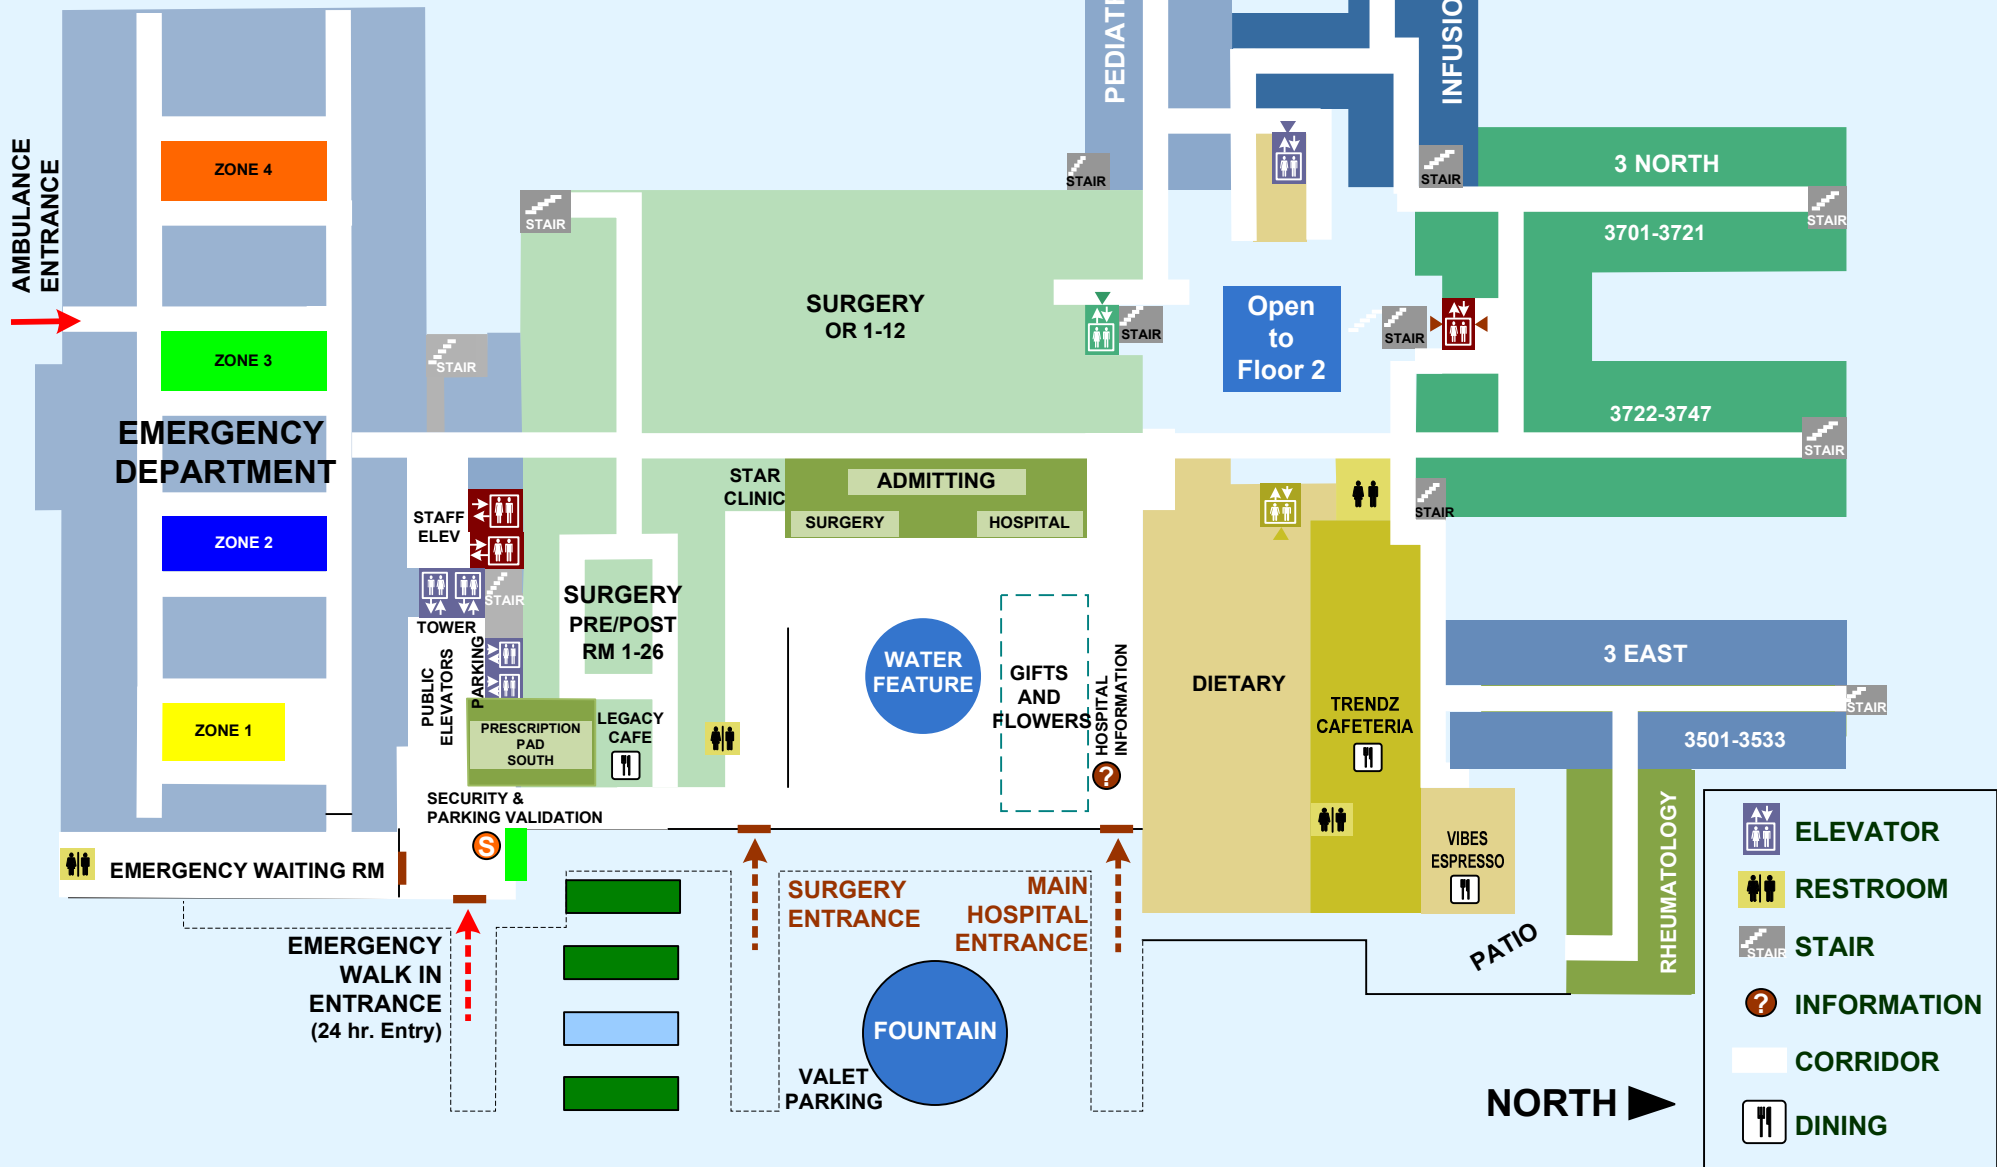 PEDIATR
INFUSIO
AMBULANCE
ENTRANCE
ZONE 4
STAIR
STAIR
STAIR
3 NORTH
STAIR
3701-3721
STAIR
SURGERY
OR 1-12
STAIR
Open
to
Floor 2
STAIR
ZONE 3
STAIR
3722-3747
STAIR
EMERGENCY
DEPARTMENT
STAR
CLINIC
ADMITTING
SURGERY
HOSPITAL
STAIR
STAFF
ELEV
ZONE 2
STAIR
TOWER
PUBLIC
ELEVATORS
PARKING
SURGERY
PRE/POST
RM 1-26
WATER
FEATURE
GIFTS
AND
FLOWERS
HOSPITAL
INFORMATION
?
DIETARY
TRENDZ
CAFETERIA
3 EAST
STAIR
3501-3533
ZONE 1
PRESCRIPTION
PAD
SOUTH
LEGACY
CAFE
SECURITY &
PARKING VALIDATION
S
EMERGENCY WAITING RM
VIBES
ESPRESSO
RHEUMATOLOGY
PATIO
SURGERY
ENTRANCE
MAIN
HOSPITAL
ENTRANCE
EMERGENCY
WALK IN
ENTRANCE
(24 hr. Entry)
FOUNTAIN
VALET
PARKING
NORTH
ELEVATOR
RESTROOM
STAIR
STAIR
? INFORMATION
CORRIDOR
DINING